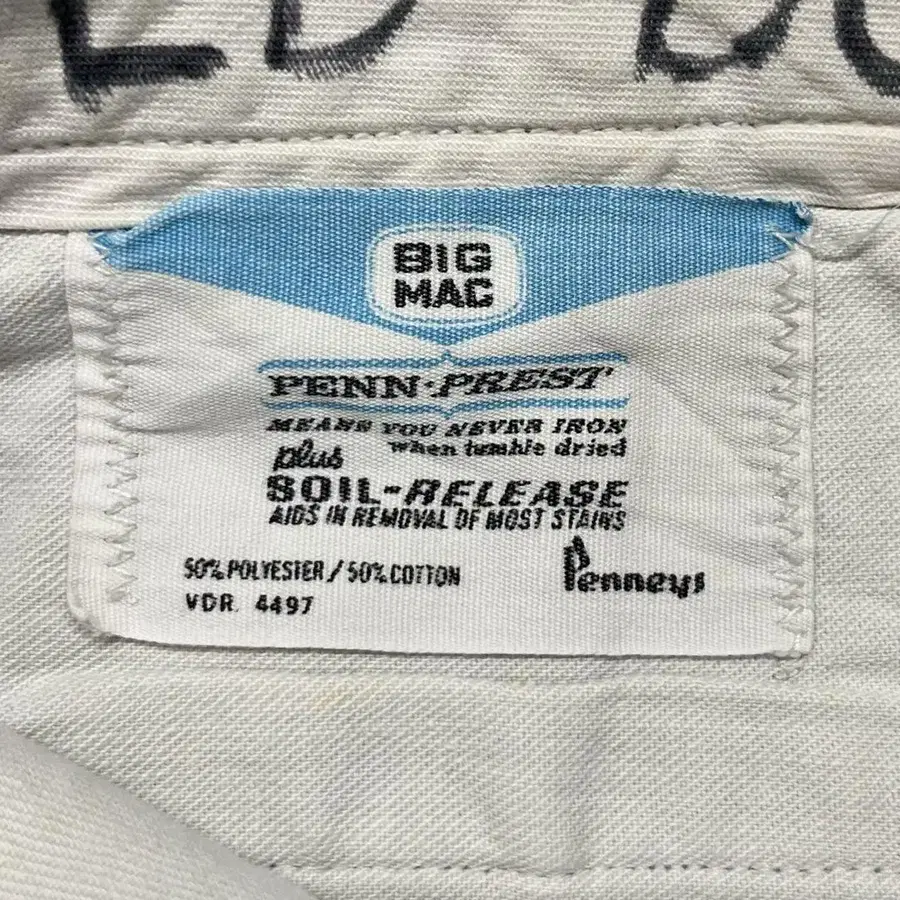 BIG
MAC
PENN·PREST
MEANS YOU NEVER IRON
when tumble dried
plus
SOIL-RELEASE
AIDS IN REMOVAL OF MOST STAINS
50% POLYESTER / 50% COTTON
Penneys
VDR. 4497